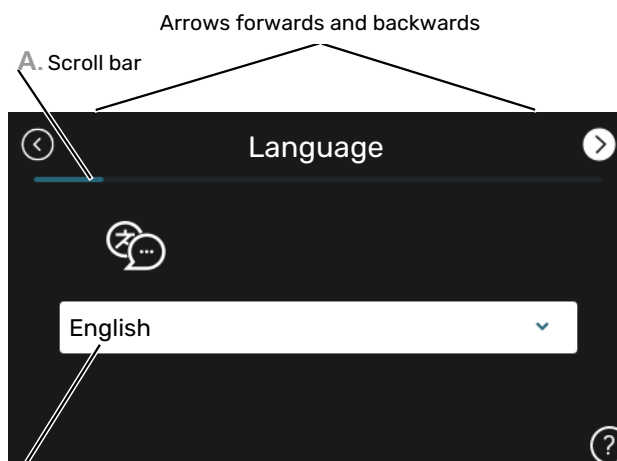 Arrows forwards and backwards
A. Scroll bar
Language
English
?